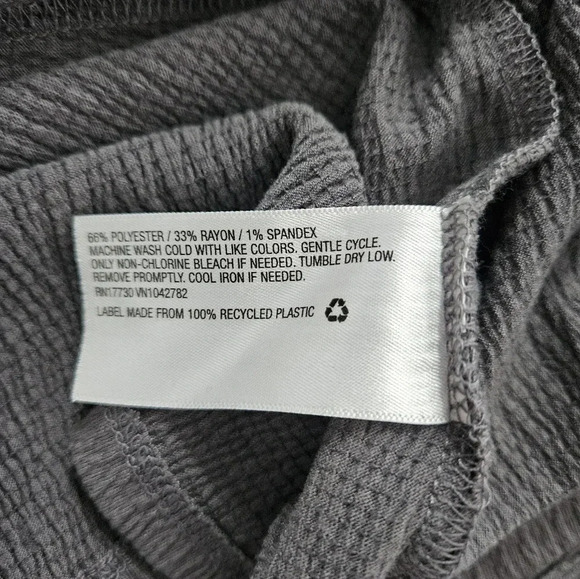 66% POLYESTER / 33% RAYON / 1% SPANDEX
MACHINE WASH COLD WITH LIKE COLORS. GENTLE CYCLE.
ONLY NON-CHLORINE BLEACH IF NEEDED. TUMBLE DRY LOW.
REMOVE PROMPTLY. COOL IRON IF NEEDED.
RN17730 VN1042782
LABEL MADE FROM 100% RECYCLED PLASTIC